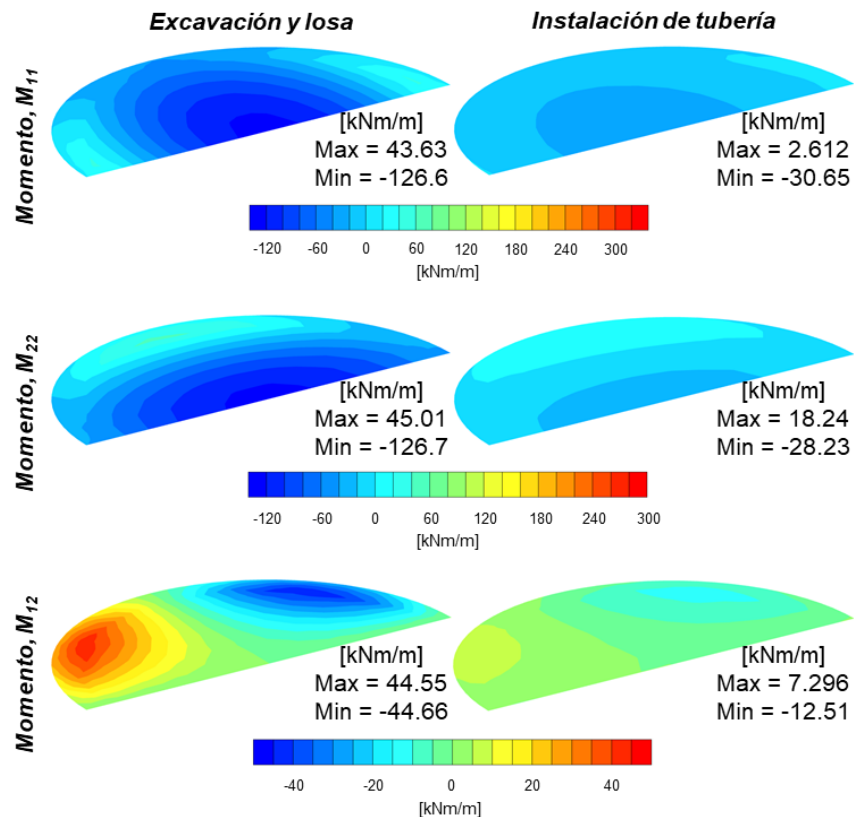 Excavación y losa
Instalación de tubería
Momento, M11
[kNm/m]
Max = 43.63
Min = -126.6
[kNm/m]
Max = 2.612
Min = -30.65
-120 -60 0 60 120 180 240 300
[kNm/m]
Momento, M22
[kNm/m]
Max = 45.01
Min = -126.7
[kNm/m]
Max = 18.24
Min = -28.23
-120 -60 0 60 120 180 240 300
[kNm/m]
Momento, M12
[kNm/m]
Max = 44.55
Min = -44.66
[kNm/m]
Max = 7.296
Min = -12.51
-40 -20 0 20 40
[kNm/m]